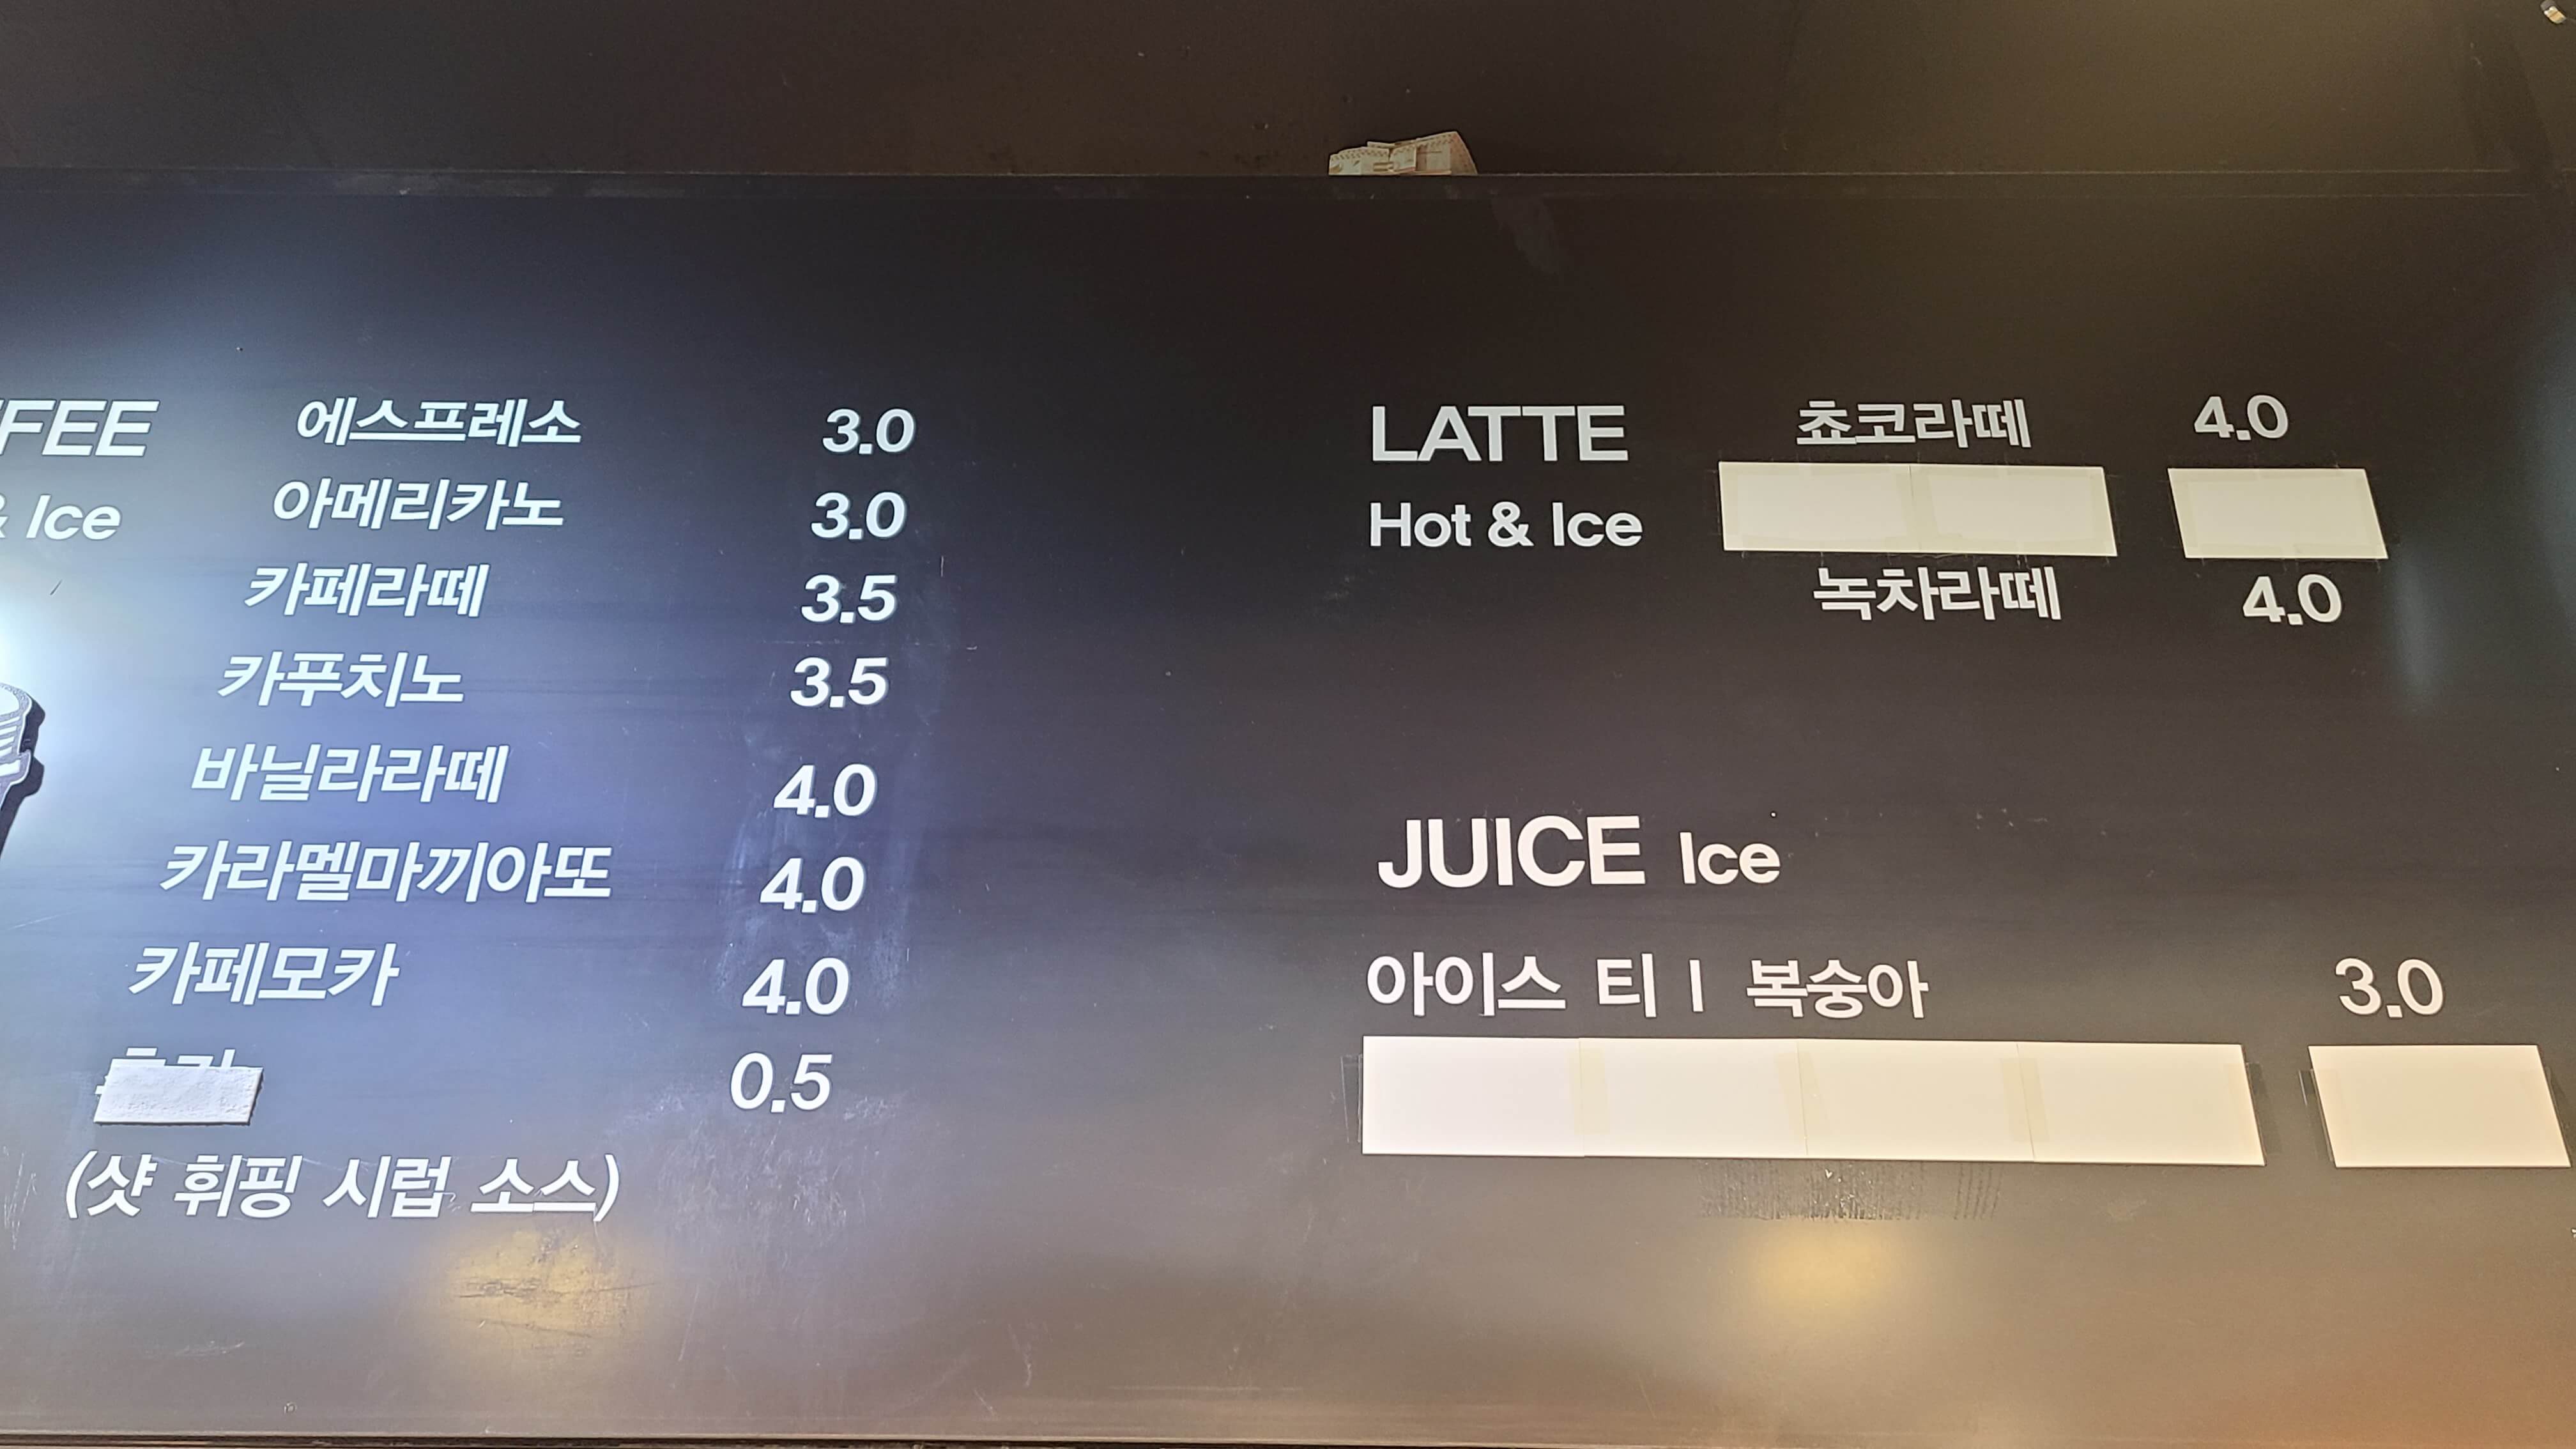 FEE
& Ice
에스프레소 3.0
아메리카노 3.0
카페라떼 3.5
카푸치노 3.5
바닐라라떼 4.0
카라멜마끼아또 4.0
카페모카 4.0
0.5
(샷 휘핑 시럽 소스)
LATTE
Hot & Ice
쵸코라떼 4.0
녹차라떼 4.0
JUICE Ice
아이스 티 | 복숭아 3.0